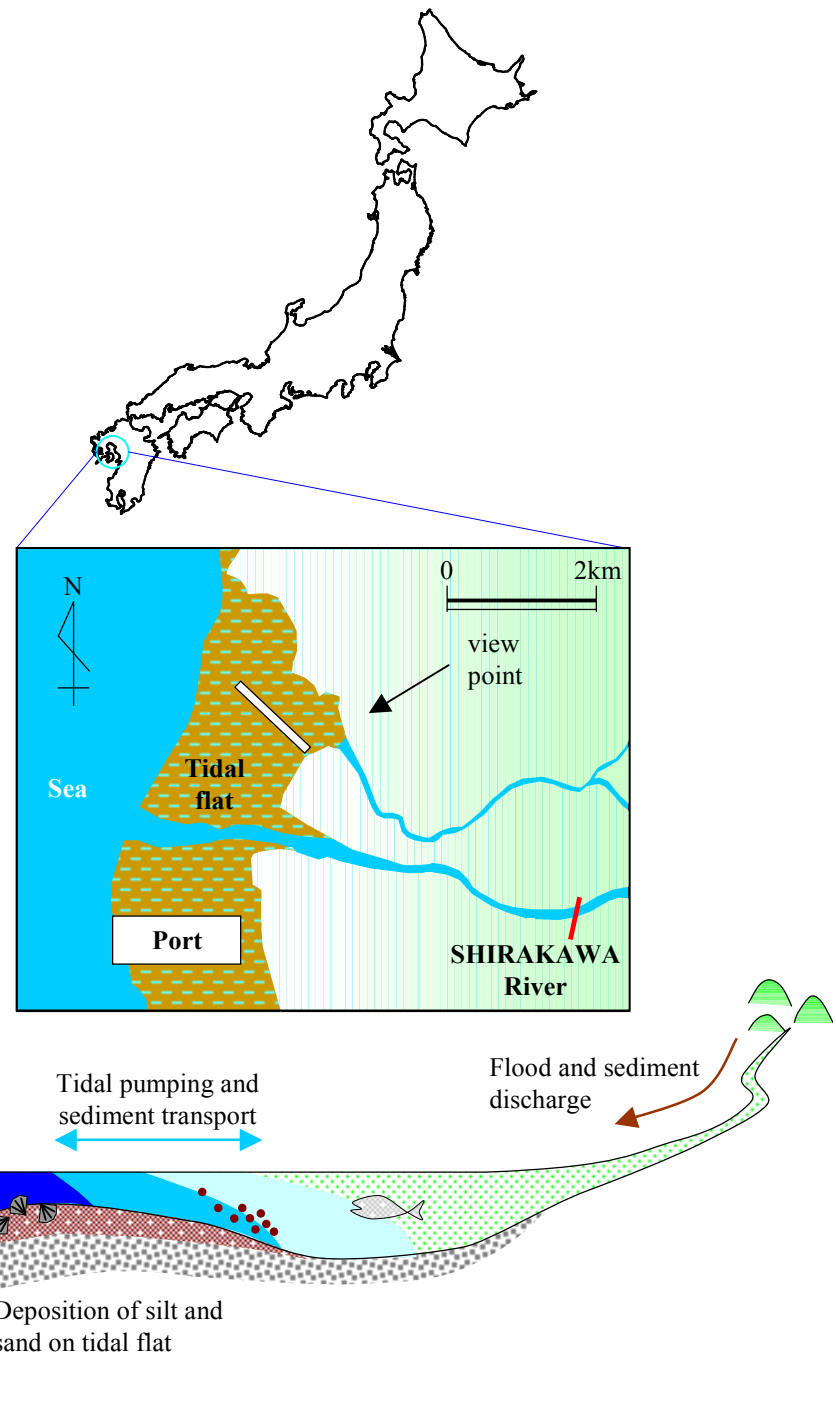 N
0 2km
view
point
Sea
Tidal
flat
Port
SHIRAKAWA
River
Tidal pumping and
sediment transport
Flood and sediment
discharge
Deposition of silt and
sand on tidal flat